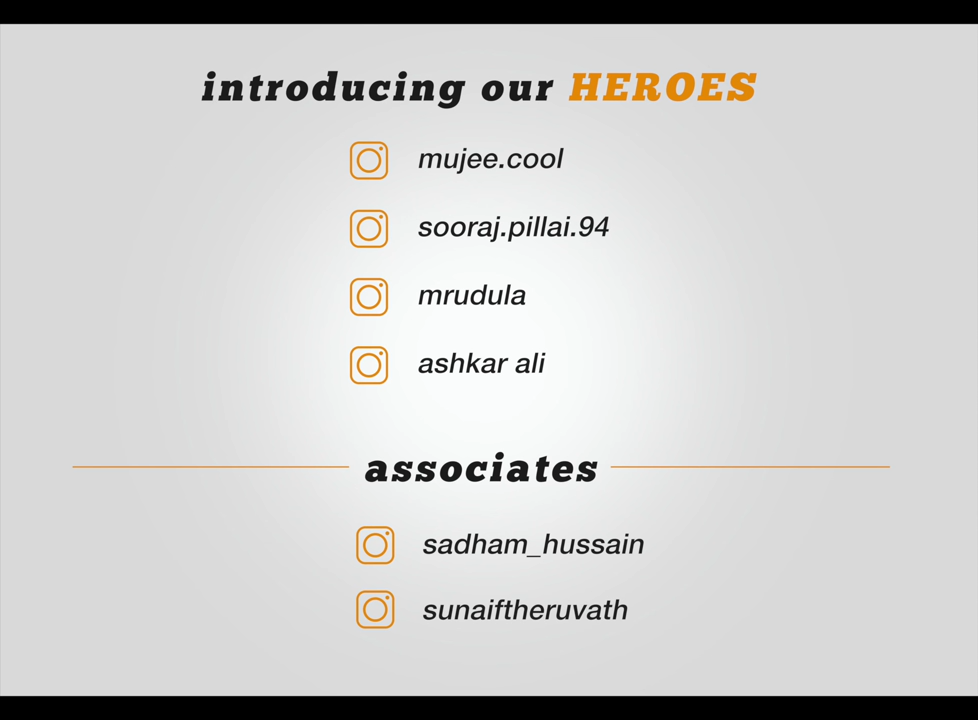 introducing our HEROES
mujee.cool
sooraj.pillai.94
mrudula
ashkar ali
associates
sadham_hussain
sunaiftheruvath